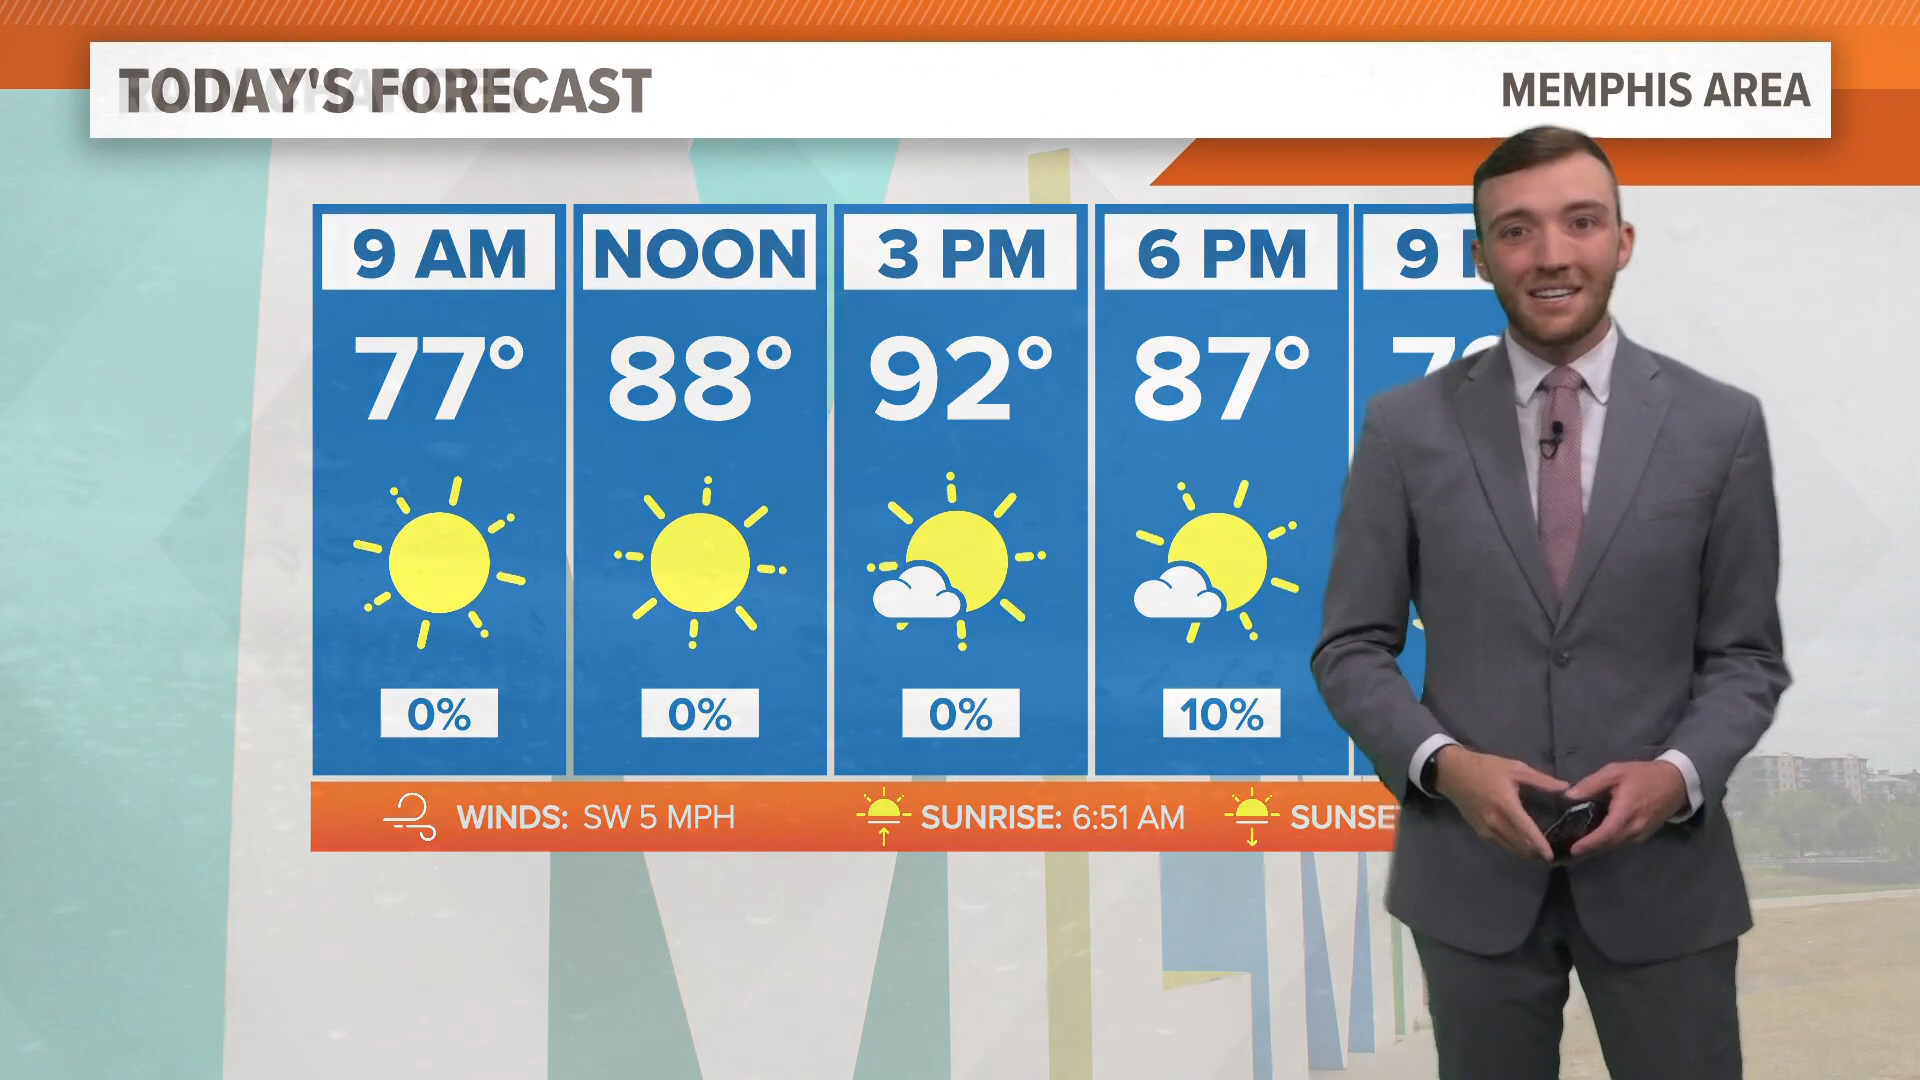 TODAY'S FORECAST
MEMPHIS AREA
9 AM NOON 3 PM 6 PM 9
77° 88° 92° 87°
0% 0% 0% 10%
WINDS: SW 5 MPH SUNRISE: 6:51 AM